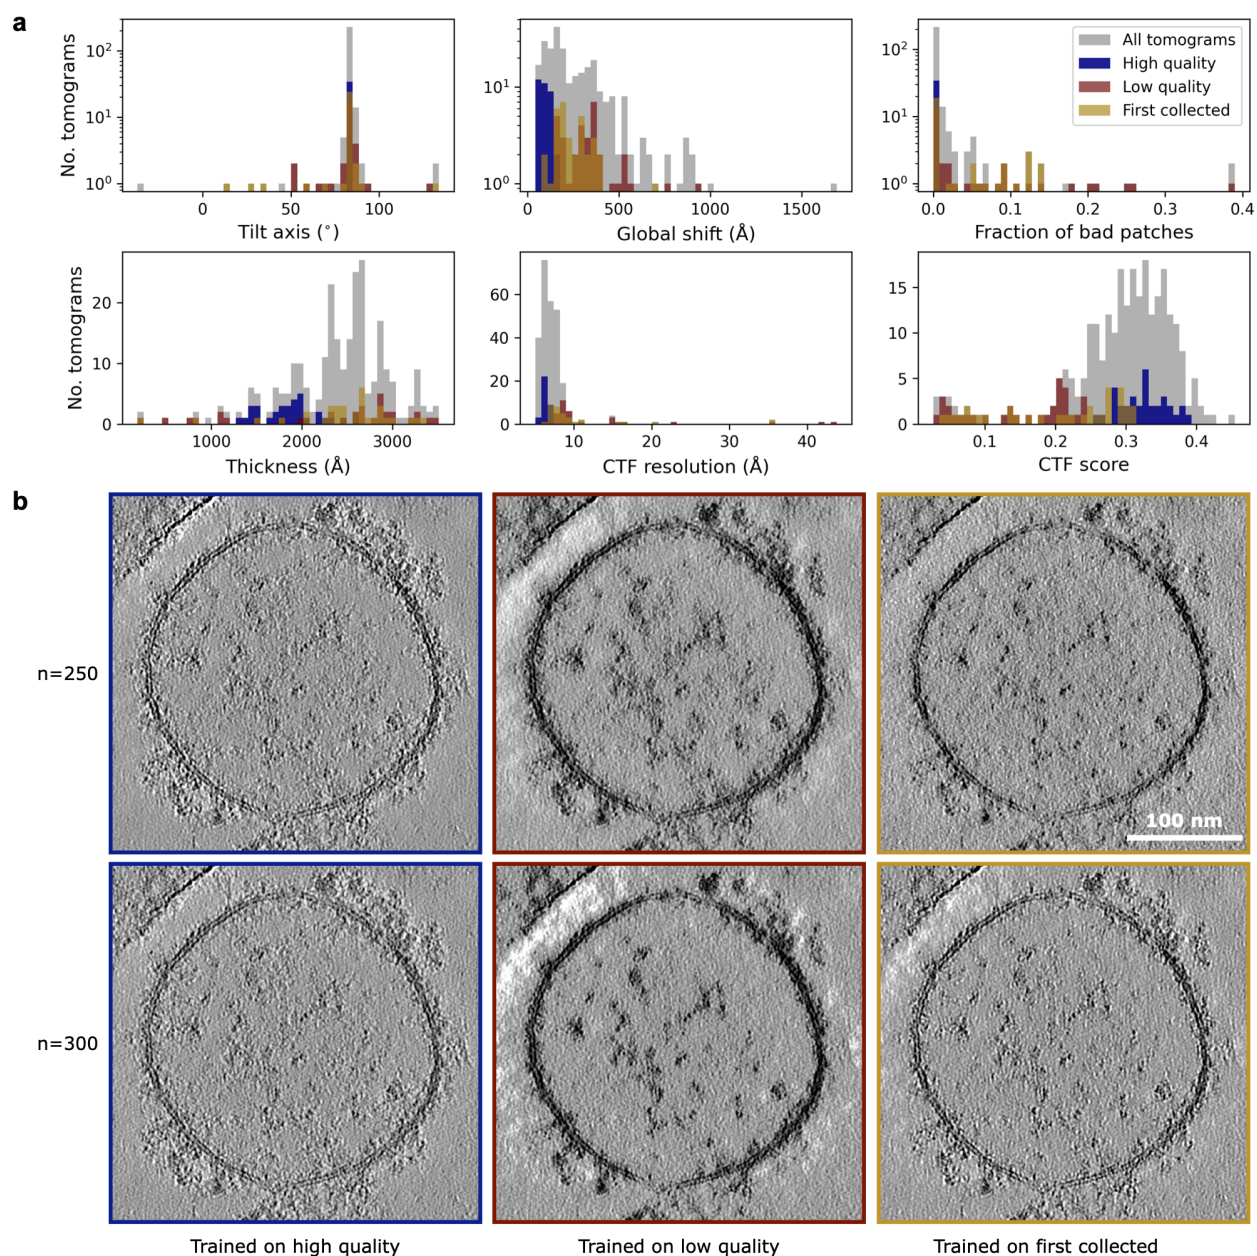 a
No. tomograms
10²
10¹
10⁰
0
50
100
Tilt axis (°)
10¹
10⁰
0
500
1000
1500
Global shift (Å)
10²
10¹
10⁰
0.0
0.1
0.2
0.3
0.4
Fraction of bad patches
All tomograms
High quality
Low quality
First collected
No. tomograms
20
10
0
1000
2000
3000
Thickness (Å)
60
40
20
0
10
20
30
40
CTF resolution (Å)
15
10
5
0
0.1
0.2
0.3
0.4
CTF score
b
n=250
100 nm
n=300
Trained on high quality
Trained on low quality
Trained on first collected